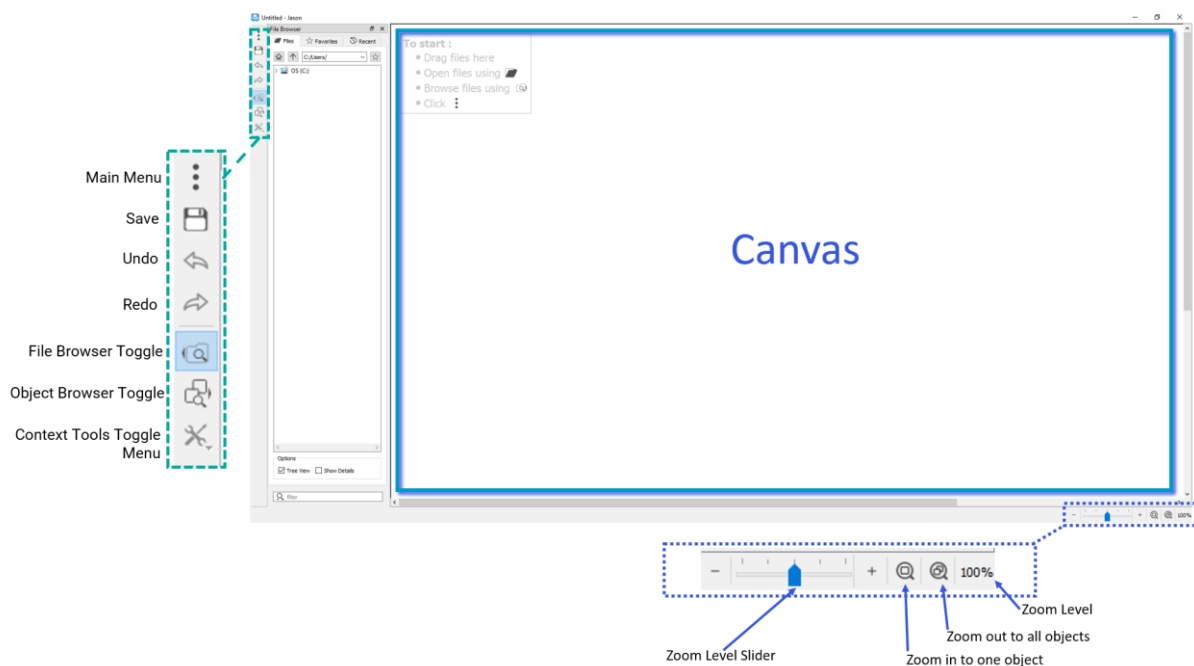 Untitled - Jason
File Browser
Files
Favorites
Recent
C:/Users/
OS (C:)
To start :
Drag files here
Open files using
Browse files using
Click
Canvas
Main Menu
Save
Undo
Redo
File Browser Toggle
Object Browser Toggle
Context Tools Toggle
Menu
Options
Tree View
Show Details
filter
100%
100%
Zoom Level
Zoom out to all objects
Zoom Level Slider
Zoom in to one object